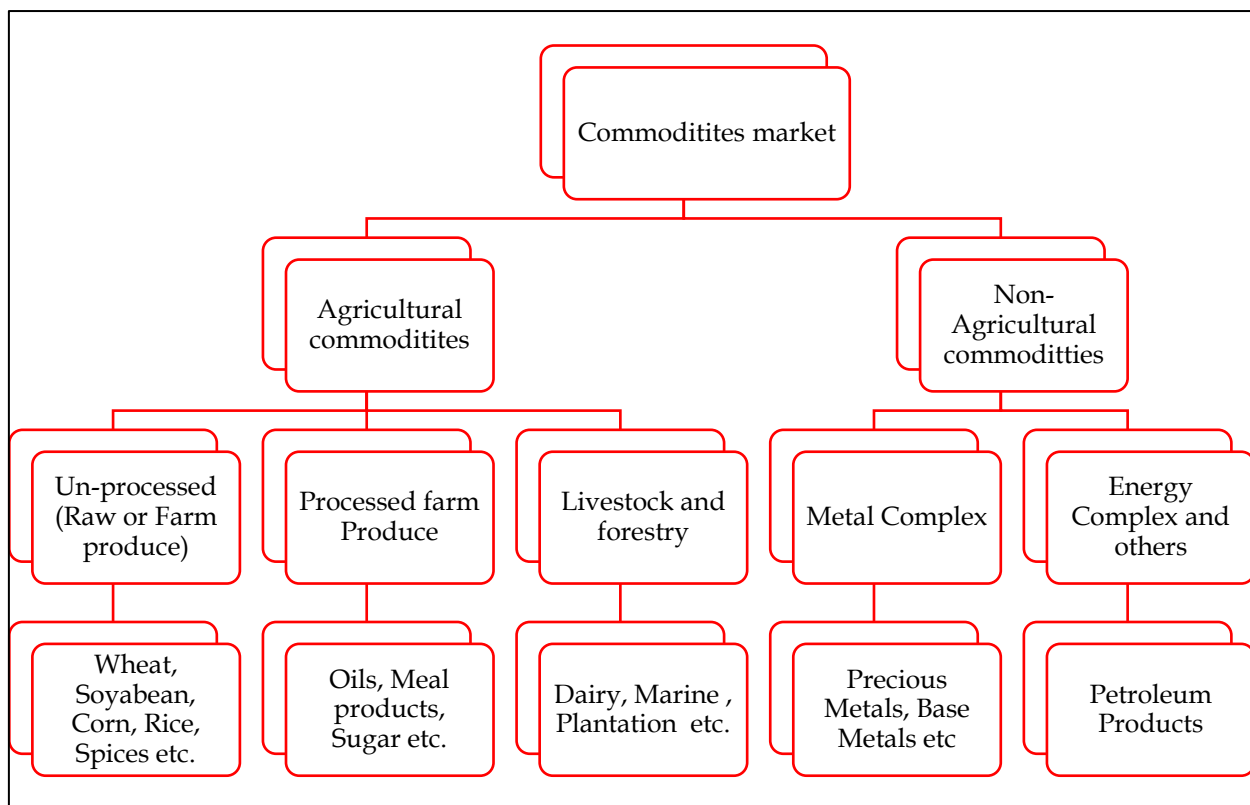 Commoditites market
Agricultural
commoditites
Non-
Agricultural
commoditties
Un-processed
(Raw or Farm
produce)
Processed farm
Produce
Livestock and
forestry
Metal Complex
Energy
Complex and
others
Wheat,
Soyabean,
Corn, Rice,
Spices etc.
Oils, Meal
products,
Sugar etc.
Dairy, Marine ,
Plantation  etc.
Precious
Metals, Base
Metals etc
Petroleum
Products